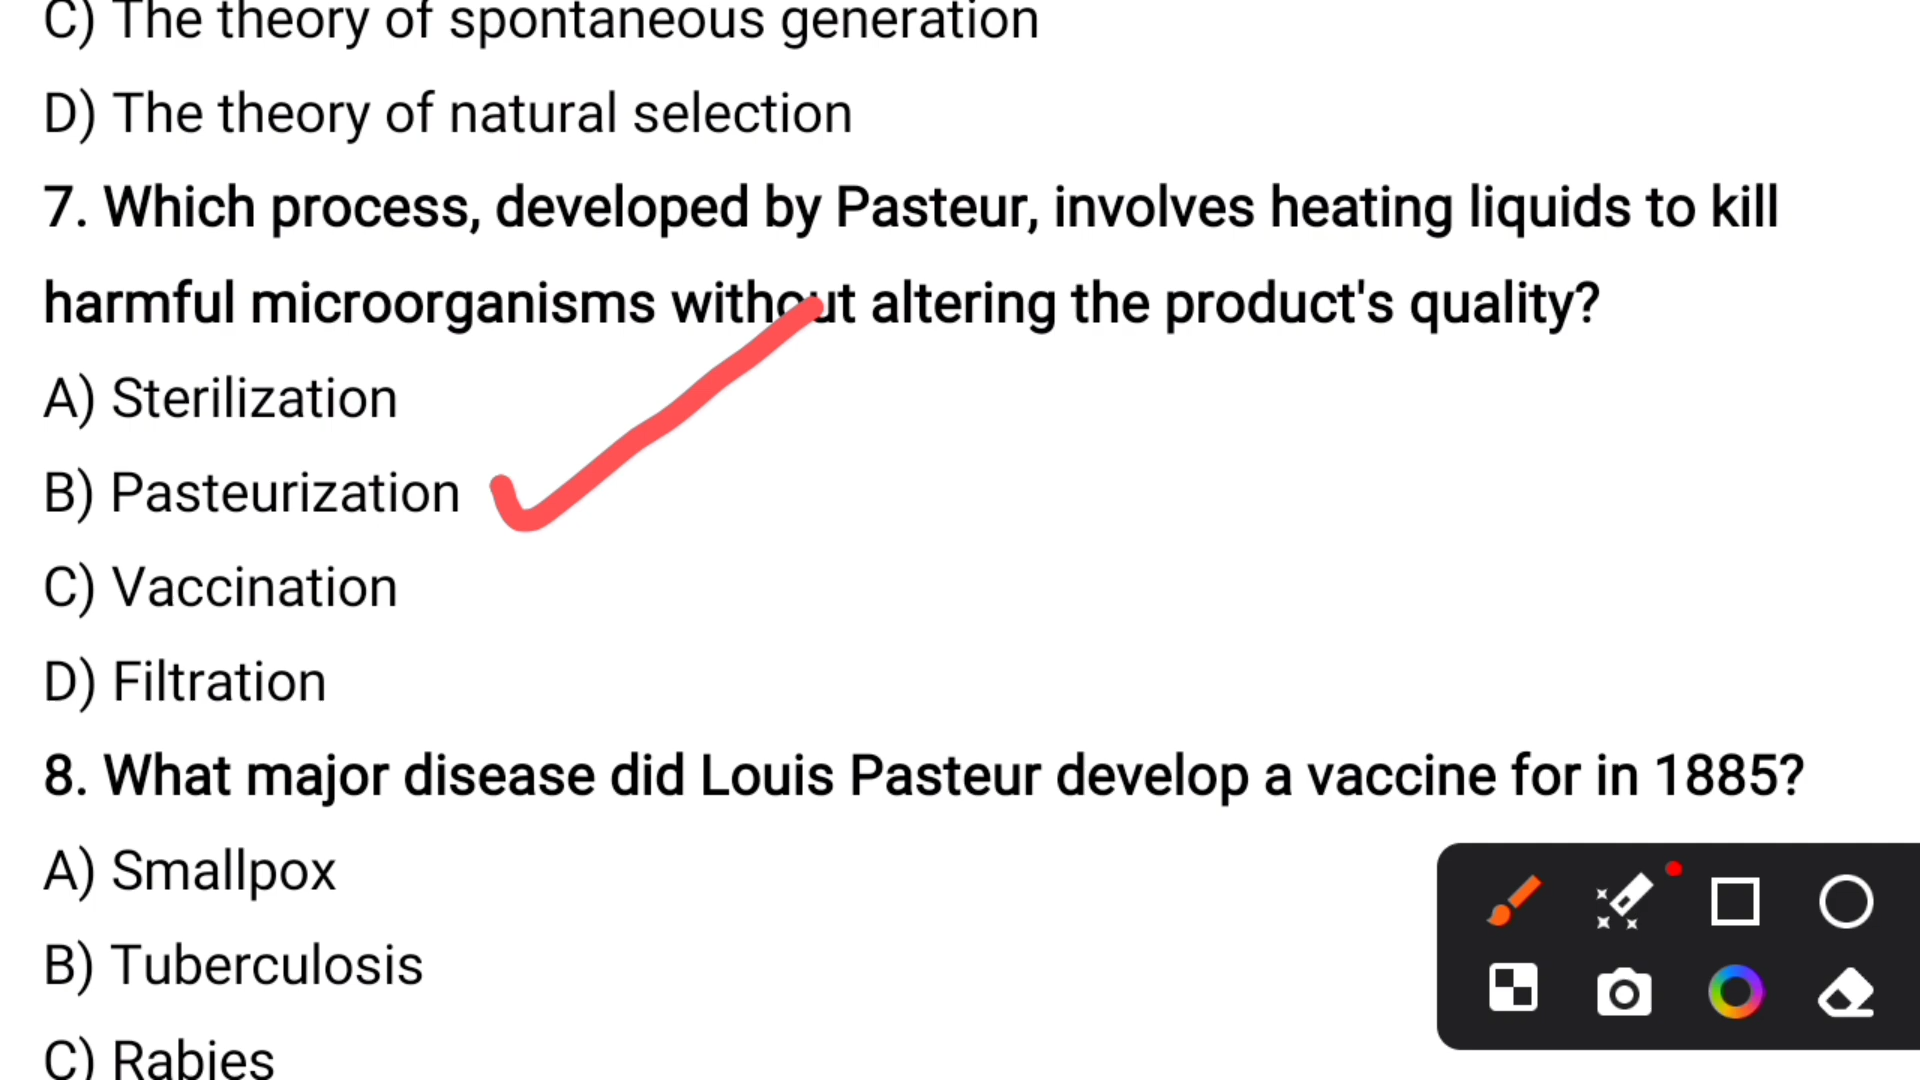 C) The theory of spontaneous generation
D) The theory of natural selection
7. Which process, developed by Pasteur, involves heating liquids to kill
harmful microorganisms without altering the product's quality?
A) Sterilization
B) Pasteurization
C) Vaccination
D) Filtration
8. What major disease did Louis Pasteur develop a vaccine for in 1885?
A) Smallpox
B) Tuberculosis
C) Rabies